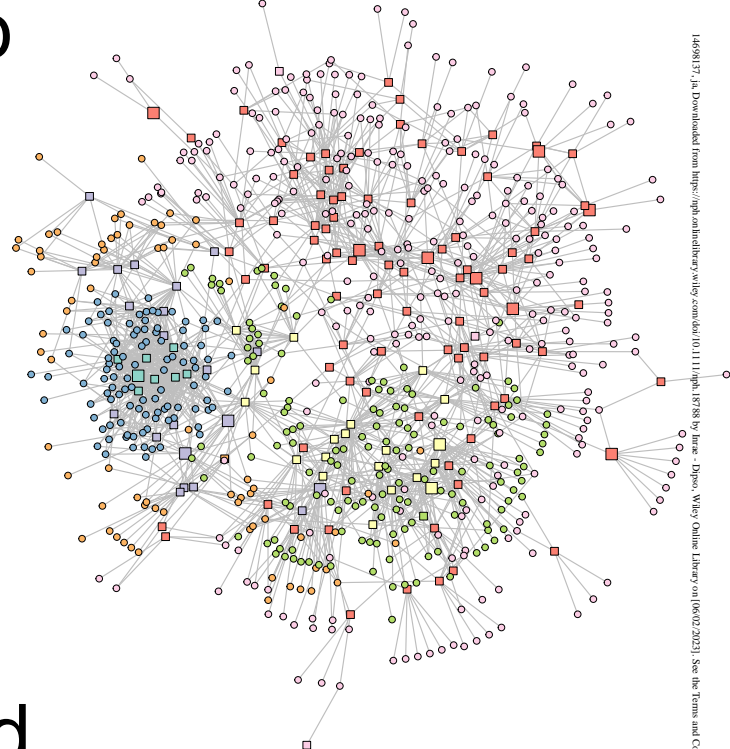 b
14698137, ja, Downloaded from https://nph.onlinelibrary.wiley.com/doi/10.1111/nph.18788 by Inrae - Dipso, Wiley Online Library on [06/02/2023]. See the Terms and Co
d